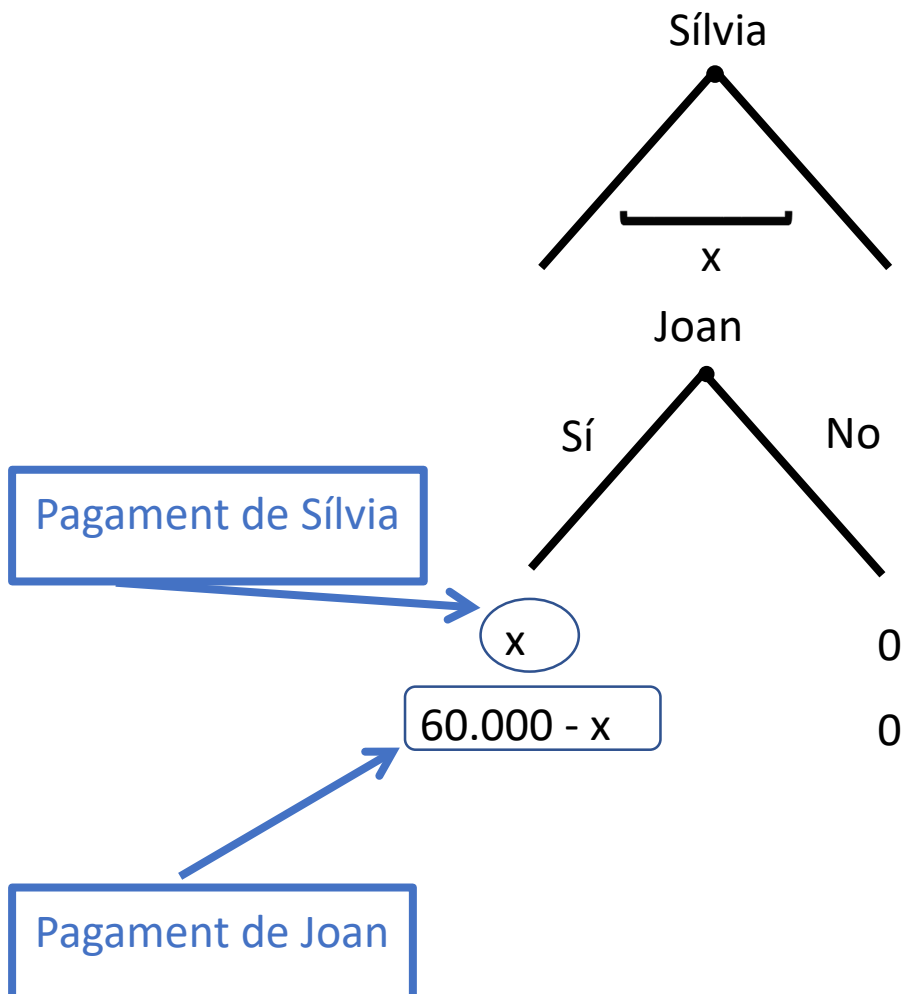 Sílvia
x
Joan
Sí
No
Pagament de Sílvia
x
0
60.000 - x
0
Pagament de Joan